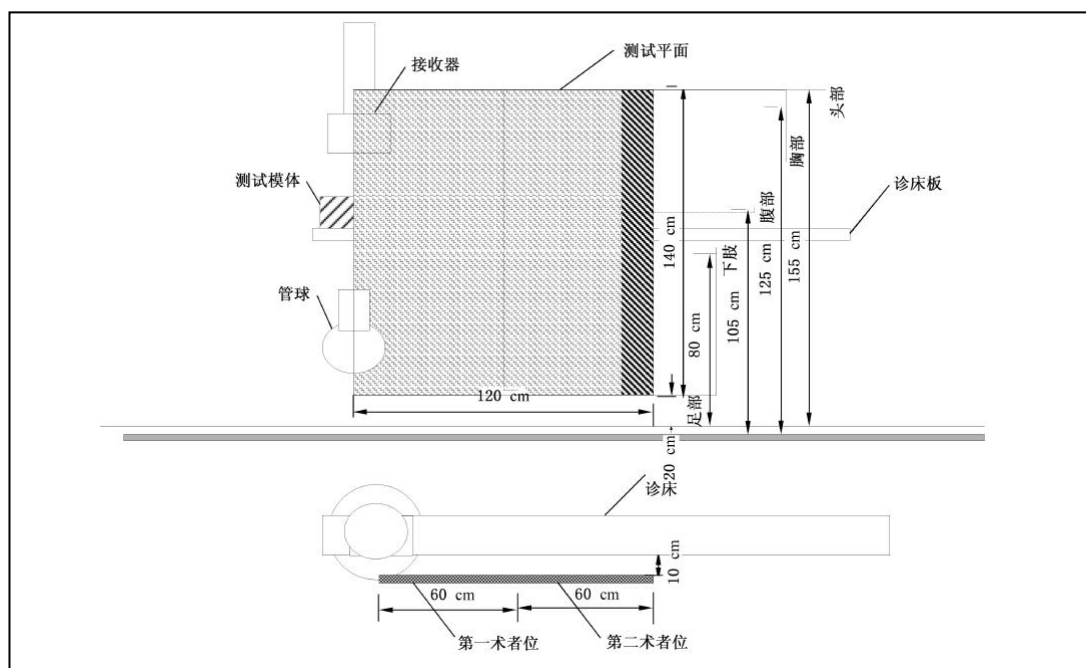 测试平面
接收器
头部
胸部
测试模体
腹部
诊床板
下肢
管球
140 cm
80 cm
105 cm
125 cm
155 cm
120 cm
足部
20 cm
诊床
10 cm
60 cm
60 cm
第一术者位
第二术者位